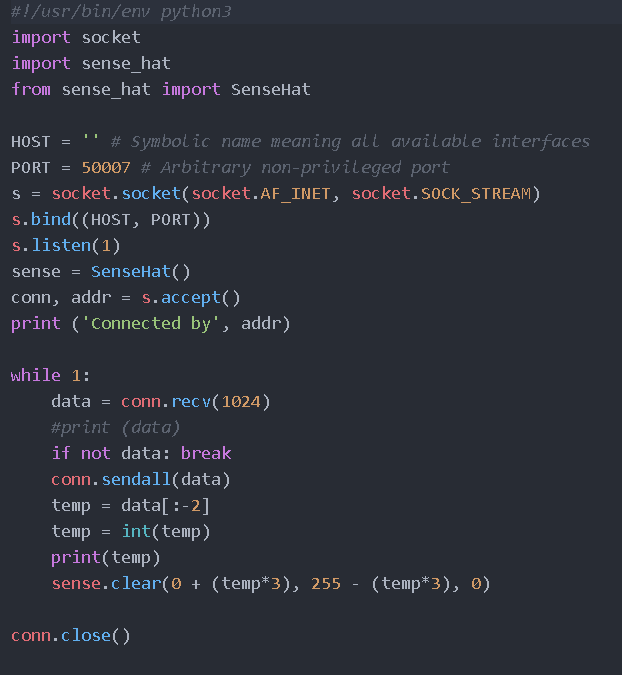 #!/usr/bin/env python3
import socket
import sense_hat
from sense_hat import SenseHat

HOST = '' # Symbolic name meaning all available interfaces
PORT = 50007 # Arbitrary non-privileged port
s = socket.socket(socket.AF_INET, socket.SOCK_STREAM)
s.bind((HOST, PORT))
s.listen(1)
sense = SenseHat()
conn, addr = s.accept()
print ('Connected by', addr)

while 1:
    data = conn.recv(1024)
    #print (data)
    if not data: break
    conn.sendall(data)
    temp = data[:-2]
    temp = int(temp)
    print(temp)
    sense.clear(0 + (temp*3), 255 - (temp*3), 0)

conn.close()